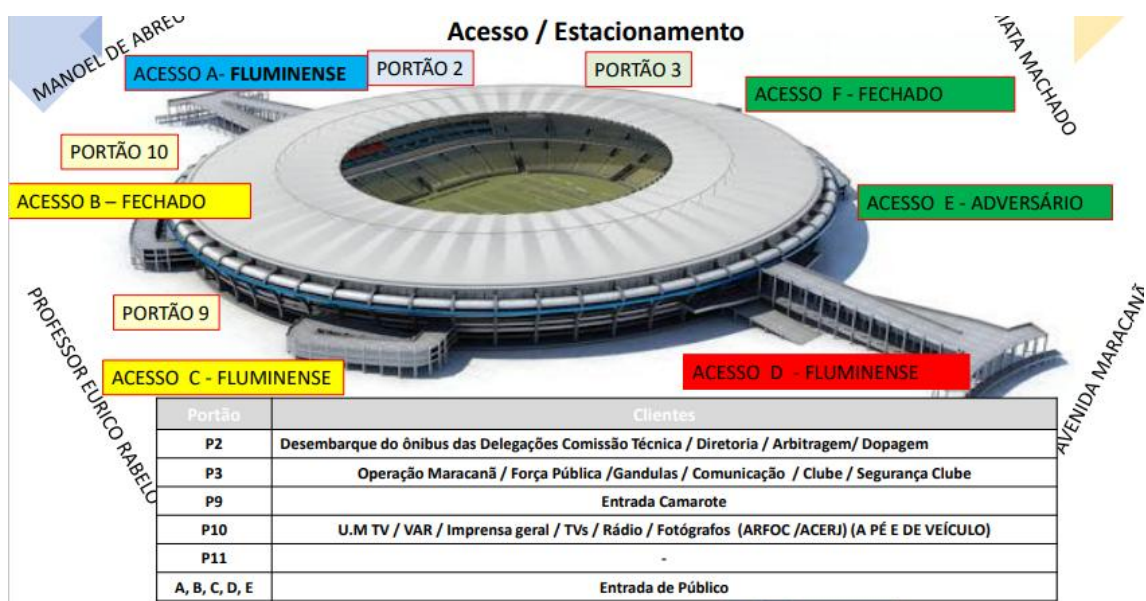 Acesso / Estacionamento
MANOEL DE ABREU
MATA MACHADO
ACESSO A- FLUMINENSE
PORTÃO 2
PORTÃO 3
ACESSO F - FECHADO
PORTÃO 10
ACESSO B – FECHADO
ACESSO E - ADVERSÁRIO
PORTÃO 9
PROFESSOR EURICO RABELO
AVENIDA MARACANÃ
ACESSO C - FLUMINENSE
ACESSO D - FLUMINENSE
Portão Clientes
P2 Desembarque do ônibus das Delegações Comissão Técnica / Diretoria / Arbitragem/ Dopagem
P3 Operação Maracanã / Força Pública /Gandulas / Comunicação / Clube / Segurança Clube
P9 Entrada Camarote
P10 U.M TV / VAR / Imprensa geral / TVs / Rádio / Fotógrafos (ARFOC /ACERJ) (A PÉ E DE VEÍCULO)
P11 -
A, B, C, D, E Entrada de Público